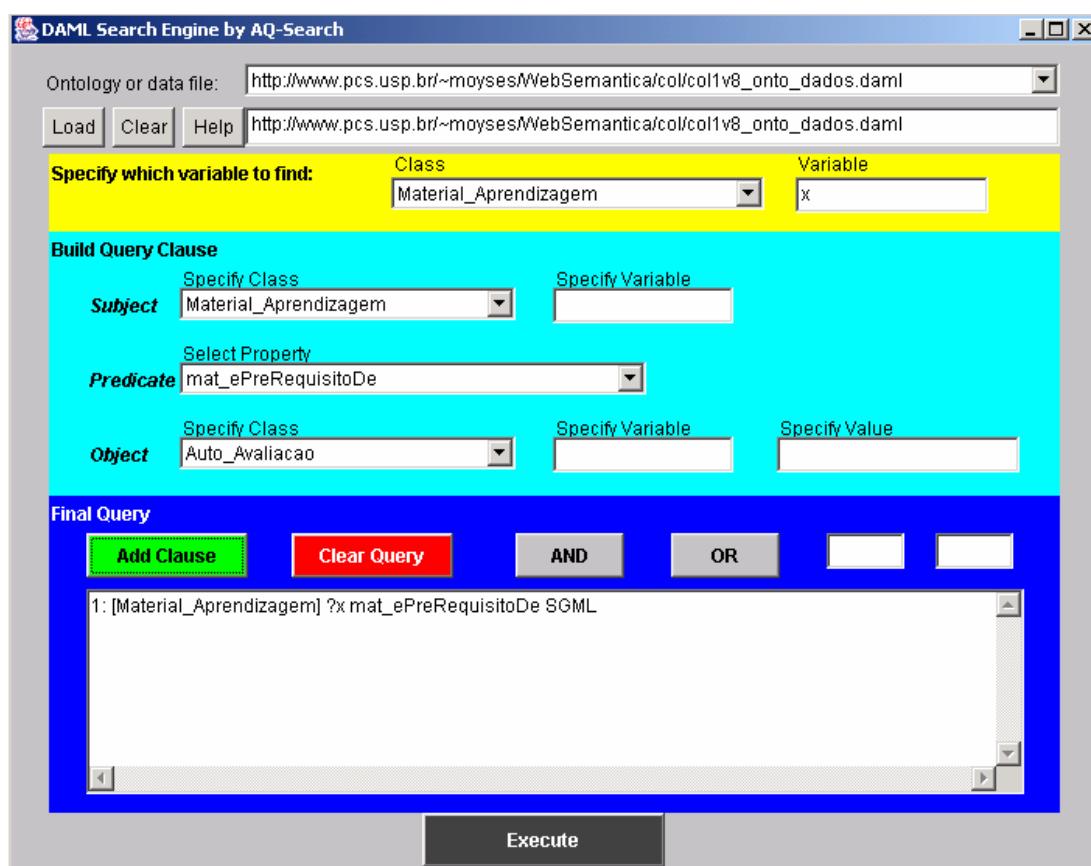 DAML Search Engine by AQ-Search
Ontology or data file: http://www.pcs.usp.br/~moyses/WebSemantica/col/col1v8_onto_dados.daml
Load Clear Help http://www.pcs.usp.br/~moyses/WebSemantica/col/col1v8_onto_dados.daml
Specify which variable to find:
Class Variable
Material_Aprendizagem x
Build Query Clause
Specify Class Specify Variable
Subject Material_Aprendizagem
Select Property
Predicate mat_ePreRequisitoDe
Specify Class Specify Variable Specify Value
Object Auto_Avaliacao
Final Query
Add Clause Clear Query AND OR
1: [Material_Aprendizagem] ?x mat_ePreRequisitoDe SGML
Execute